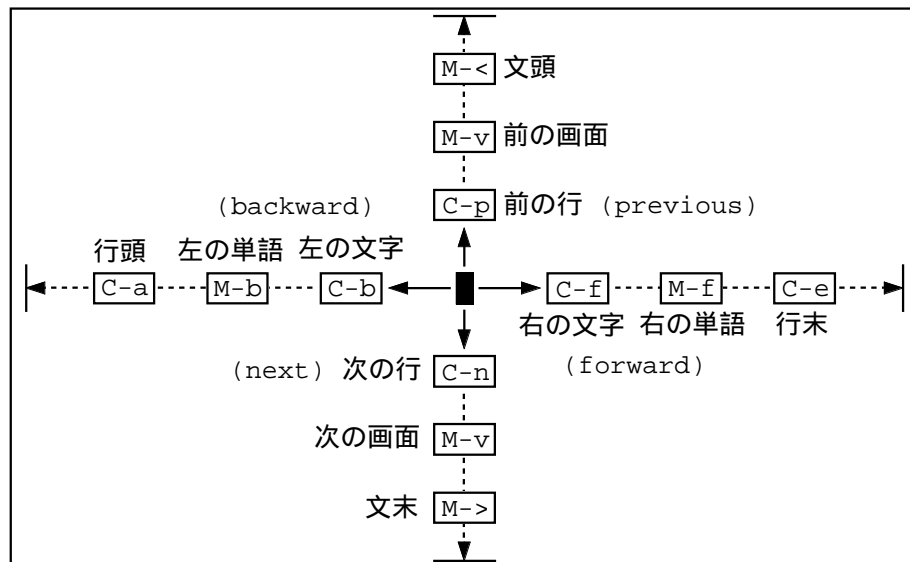 M-< 文頭
M-v 前の画面
(backward) C-p 前の行 (previous)
行頭 左の単語 左の文字
C-a M-b C-b C-f M-f C-e
右の文字 右の単語 行末
(next) 次の行 C-n (forward)
次の画面 M-v
文末 M->